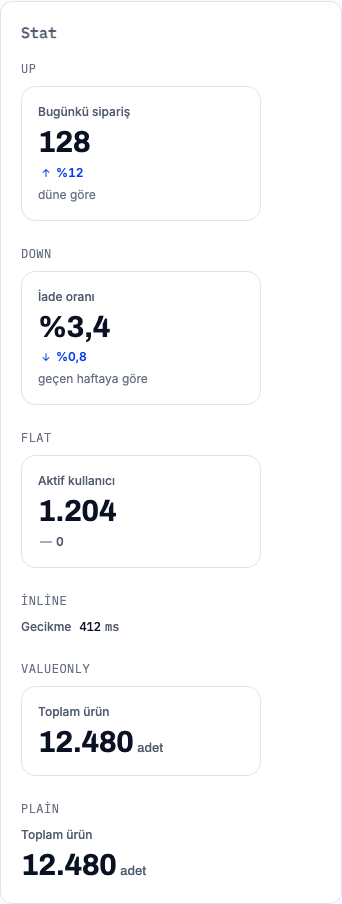 Stat
UP
Bugünkü sipariş
128
↑ %12
düne göre
DOWN
İade oranı
%3,4
↓ %0,8
geçen haftaya göre
FLAT
Aktif kullanıcı
1.204
— 0
İNLİNE
Gecikme 412 ms
VALUEONLY
Toplam ürün
12.480 adet
PLAİN
Toplam ürün
12.480 adet